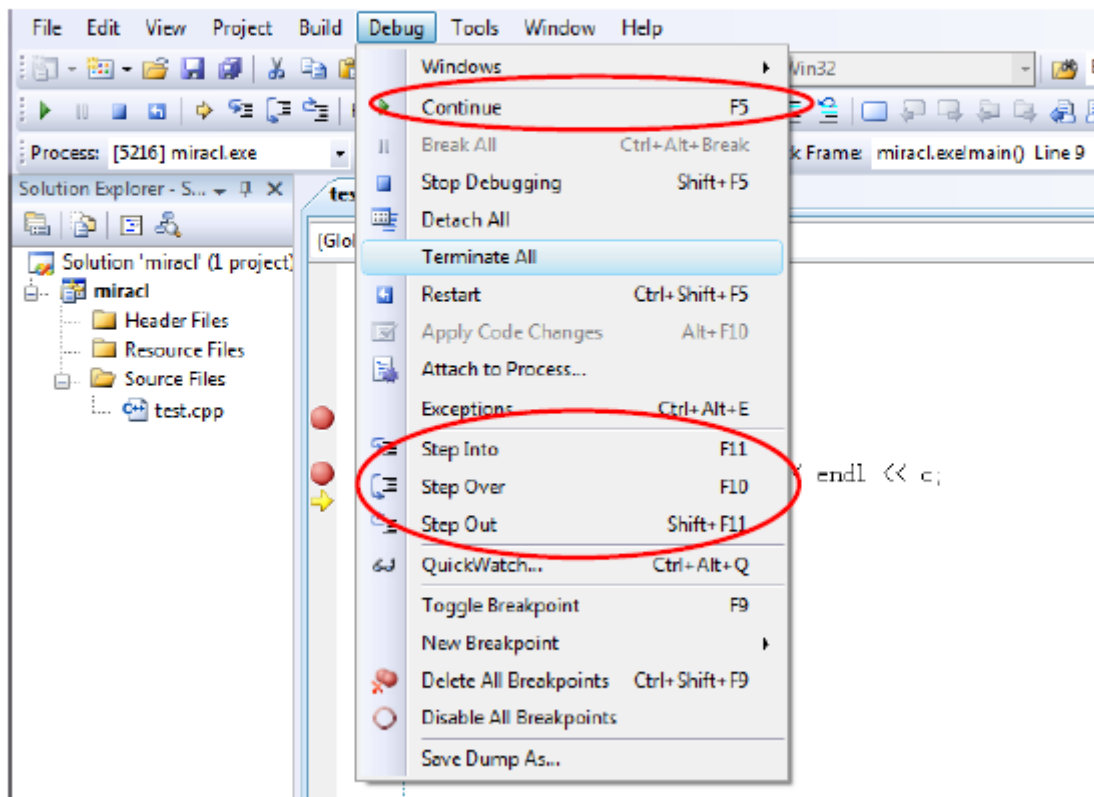 File Edit View Project Build Debug Tools Window Help
Win32
Process: [5216] miracl.exe
k Frame: miracl.exe!main() Line 9
Solution Explorer - S...
Solution 'miracl' (1 project)
miracl
Header Files
Resource Files
Source Files
test.cpp
tes
(Glo
Windows
Continue F5
Break All Ctrl+Alt+Break
Stop Debugging Shift+F5
Detach All
Terminate All
Restart Ctrl+Shift+F5
Apply Code Changes Alt+F10
Attach to Process...
Exceptions... Ctrl+Alt+E
Step Into F11
Step Over F10
Step Out Shift+F11
QuickWatch... Ctrl+Alt+Q
Toggle Breakpoint F9
New Breakpoint
Delete All Breakpoints Ctrl+Shift+F9
Disable All Breakpoints
Save Dump As...
endl << c;